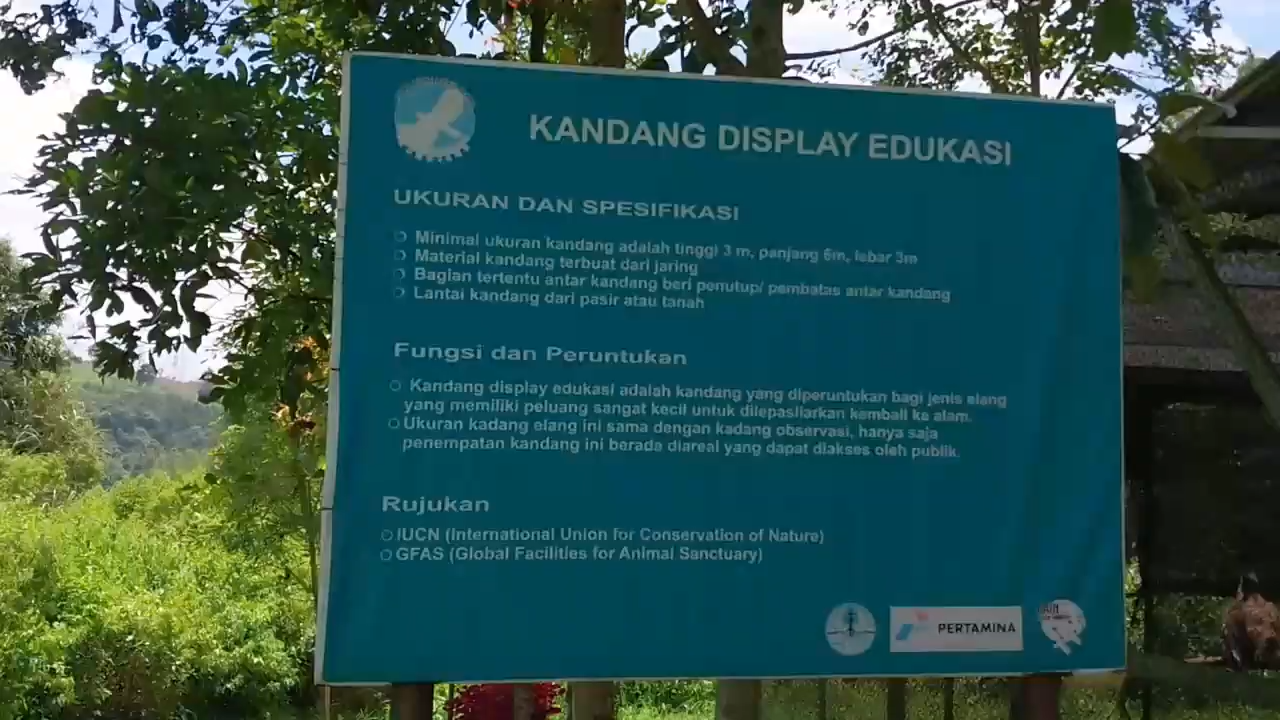 KANDANG DISPLAY EDUKASI
UKURAN DAN SPESIFIKASI
Minimal ukuran kandang adalah tinggi 3 m, panjang 6m, lebar 3m
Material kandang terbuat dari jaring
Bagian tertentu antar kandang beri penutup/ pembatas antar kandang
Lantai kandang dari pasir atau tanah
Fungsi dan Peruntukan
Kandang display edukasi adalah kandang yang diperuntukan bagi jenis elang
yang memiliki peluang sangat kecil untuk dilepasliarkan kembali ke alam.
Ukuran kadang elang ini sama dengan kadang observasi, hanya saja
penempatan kandang ini berada diareal yang dapat diakses oleh publik.
Rujukan
IUCN (International Union for Conservation of Nature)
GFAS (Global Facilities for Animal Sanctuary)
PERTAMINA